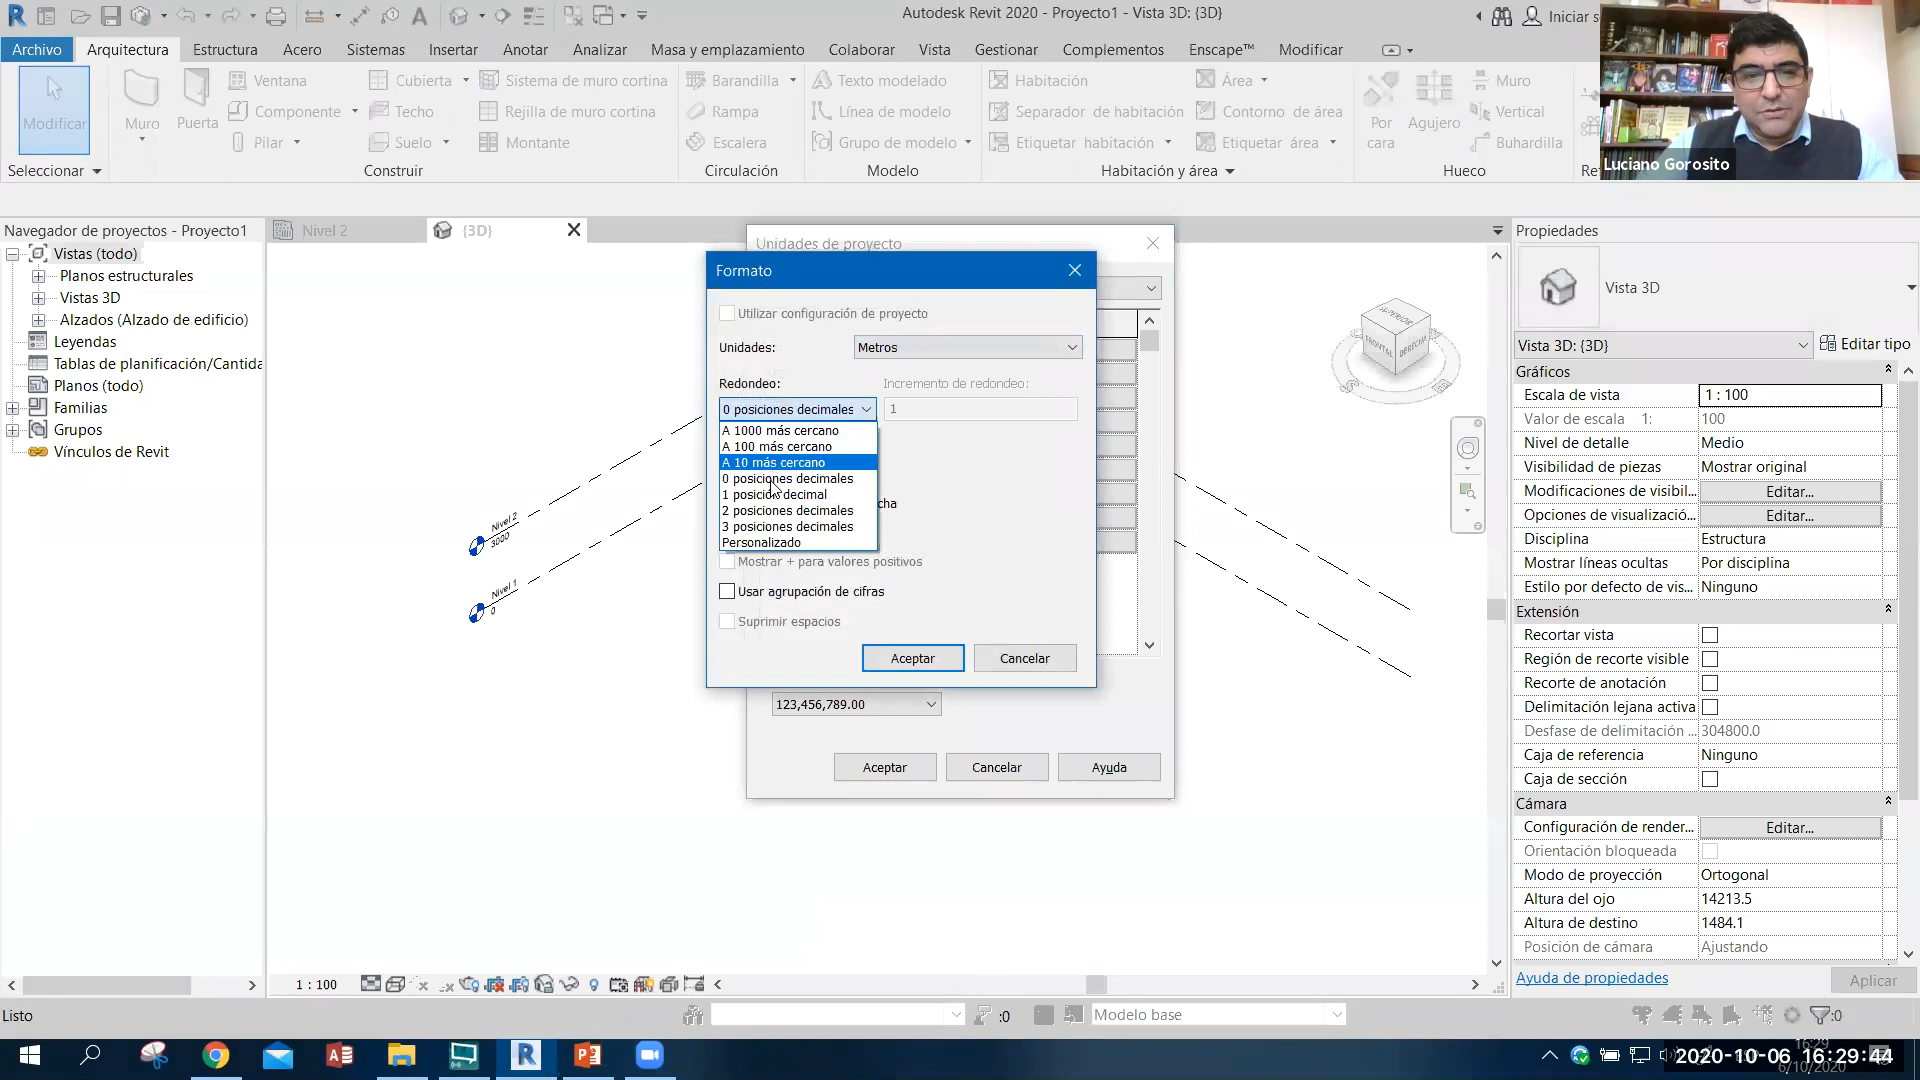 Autodesk Revit 2020 - Proyecto1 - Vista 3D: {3D}
Iniciar s
Archivo Arquitectura Estructura Acero Sistemas Insertar Anotar Analizar Masa y emplazamiento Colaborar Vista Gestionar Complementos Enscape™ Modificar
Modificar
Muro
Puerta
Ventana
Componente
Pilar
Cubierta
Techo
Suelo
Sistema de muro cortina
Rejilla de muro cortina
Montante
Barandilla
Rampa
Escalera
Texto modelado
Línea de modelo
Grupo de modelo
Habitación
Separador de habitación
Etiquetar habitación
Área
Contorno de área
Etiquetar área
Por cara
Agujero
Muro
Vertical
Buhardilla
Seleccionar Construir Circulación Modelo Habitación y área Hueco
Luciano Gorosito
Navegador de proyectos - Proyecto1
Vistas (todo)
Planos estructurales
Vistas 3D
Alzados (Alzado de edificio)
Leyendas
Tablas de planificación/Cantida
Planos (todo)
Familias
Grupos
Vínculos de Revit
Nivel 2
{3D}
Nivel 2
3000
Nivel 1
0
SUPERIOR
FRONTAL
DERECHA
S
E
Unidades de proyecto
Formato
Utilizar configuración de proyecto
Unidades: Metros
Redondeo: Incremento de redondeo:
0 posiciones decimales 1
A 1000 más cercano
A 100 más cercano
A 10 más cercano
0 posiciones decimales
1 posición decimal
2 posiciones decimales
3 posiciones decimales
Personalizado
cha
Mostrar + para valores positivos
Usar agrupación de cifras
Suprimir espacios
Aceptar Cancelar
123,456,789.00
Aceptar Cancelar Ayuda
Propiedades
Vista 3D
Vista 3D: {3D} Editar tipo
Gráficos
Escala de vista 1 : 100
Valor de escala 1: 100
Nivel de detalle Medio
Visibilidad de piezas Mostrar original
Modificaciones de visibil... Editar...
Opciones de visualizació... Editar...
Disciplina Estructura
Mostrar líneas ocultas Por disciplina
Estilo por defecto de vis... Ninguno
Extensión
Recortar vista
Región de recorte visible
Recorte de anotación
Delimitación lejana activa
Desfase de delimitación ... 304800.0
Caja de referencia Ninguno
Caja de sección
Cámara
Configuración de render... Editar...
Orientación bloqueada
Modo de proyección Ortogonal
Altura del ojo 14213.5
Altura de destino 1484.1
Posición de cámara Ajustando
Ayuda de propiedades Aplicar
1 : 100
Listo
:0
Modelo base
:0
16:29
6/10/2020
2020-10-06 16:29:44